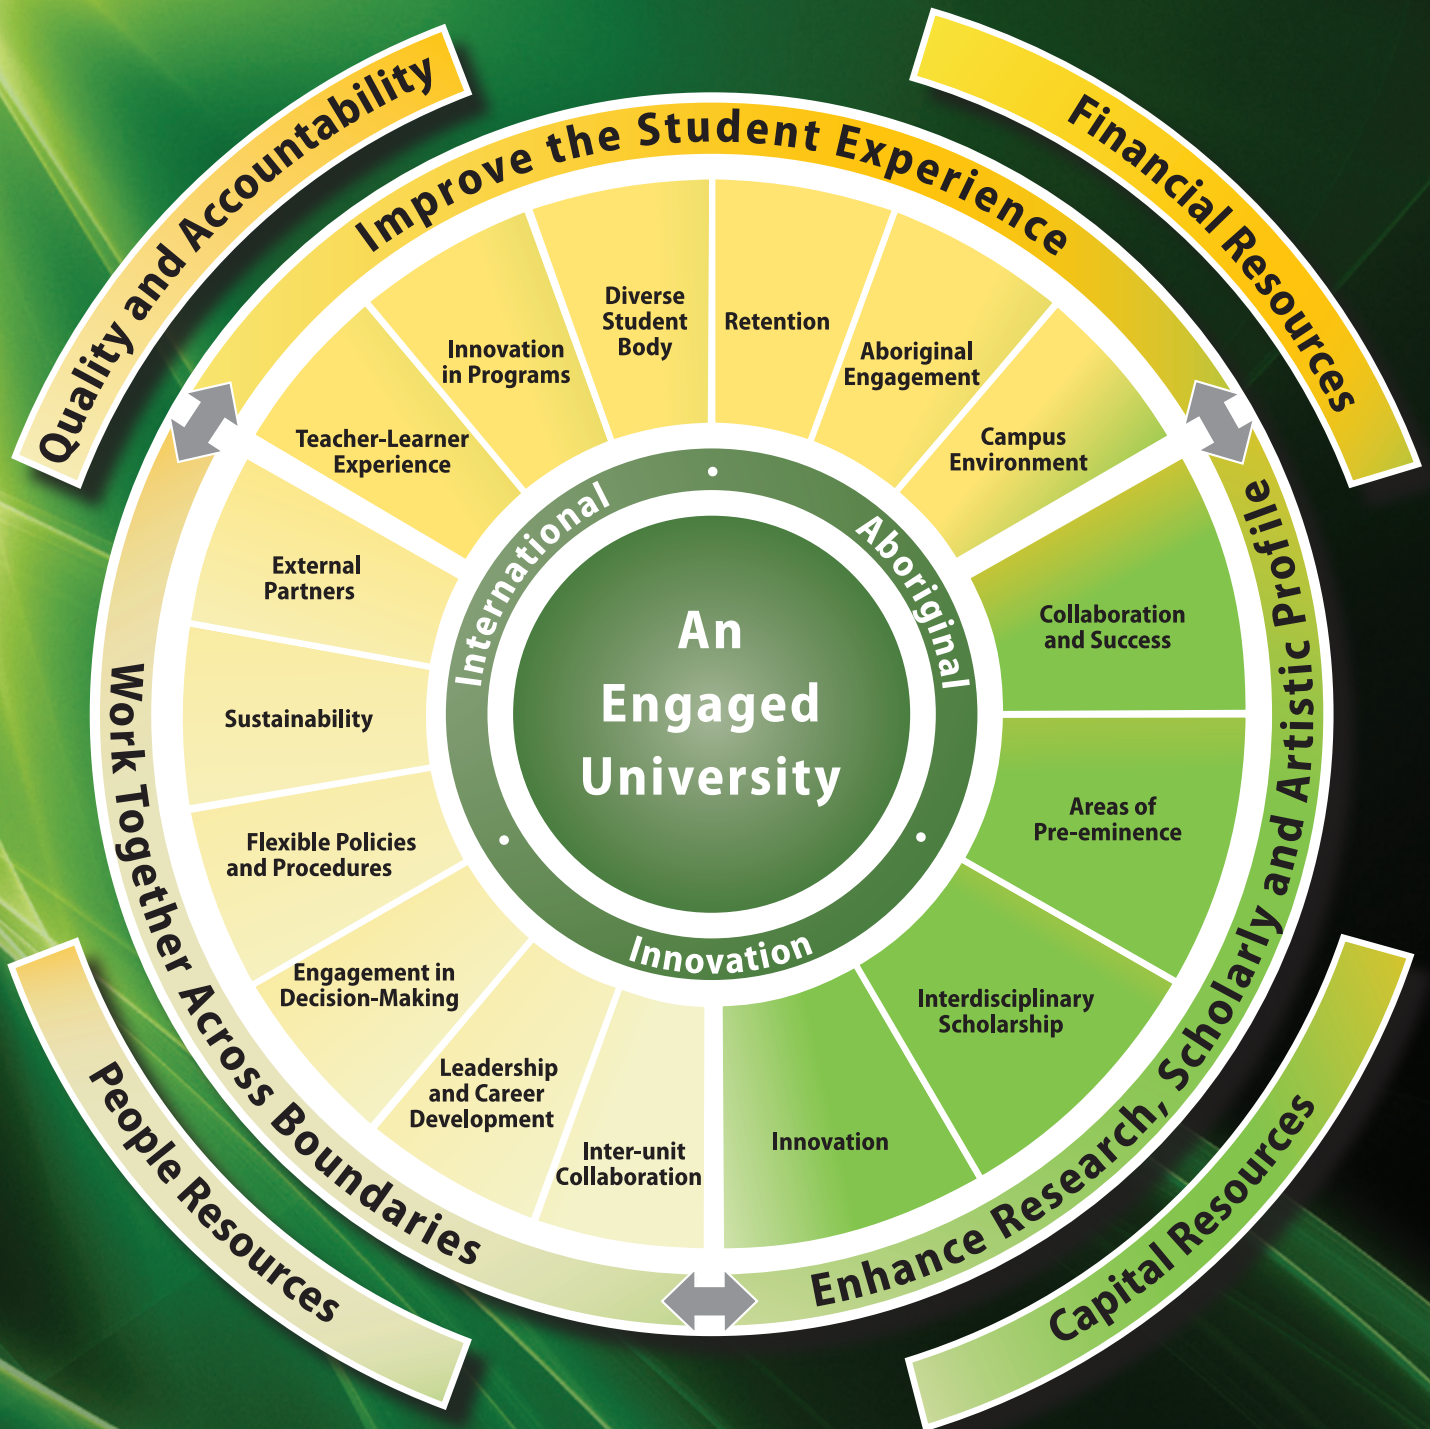 Quality and Accountability
Financial Resources
Improve the Student Experience
Diverse
Student
Body
Retention
Innovation
in Programs
Aboriginal
Engagement
Teacher-Learner
Experience
Campus
Environment
External
Partners
Sustainability
Flexible Policies
and Procedures
Engagement in
Decision-Making
Leadership
and Career
Development
Inter-unit
Collaboration
Collaboration
and Success
Areas of
Pre-eminence
Interdisciplinary
Scholarship
Innovation
International • Aboriginal • Innovation •
An
Engaged
University
Work Together Across Boundaries
Enhance Research, Scholarly and Artistic Profile
People Resources
Capital Resources